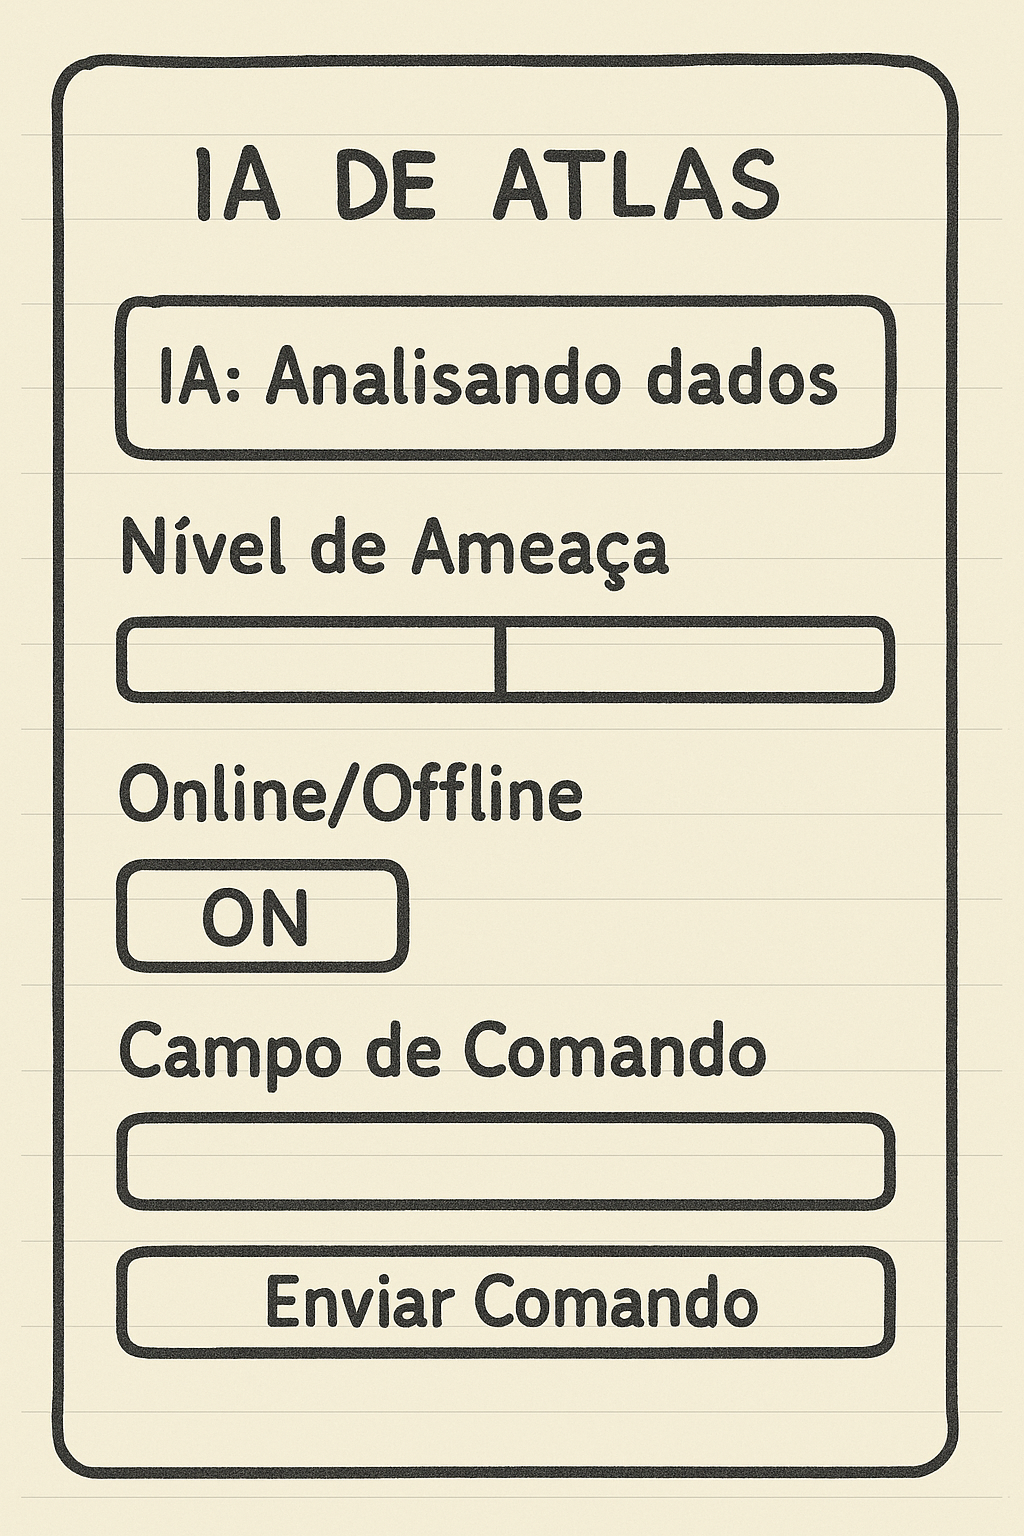 IA DE ATLAS
IA: Analisando dados
Nível de Ameaça
Online/Offline
ON
Campo de Comando
Enviar Comando